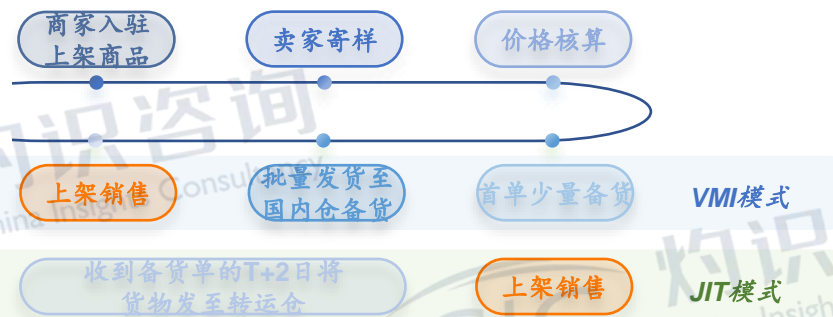 商家入驻
上架商品
卖家寄样
价格核算
上架销售
批量发货至
国内仓备货
首单少量备货
VMI模式
收到备货单的T+2日将
货物发至转运仓
上架销售
JIT模式
灼识咨询
China Insights Consultancy
灼识
Insigh